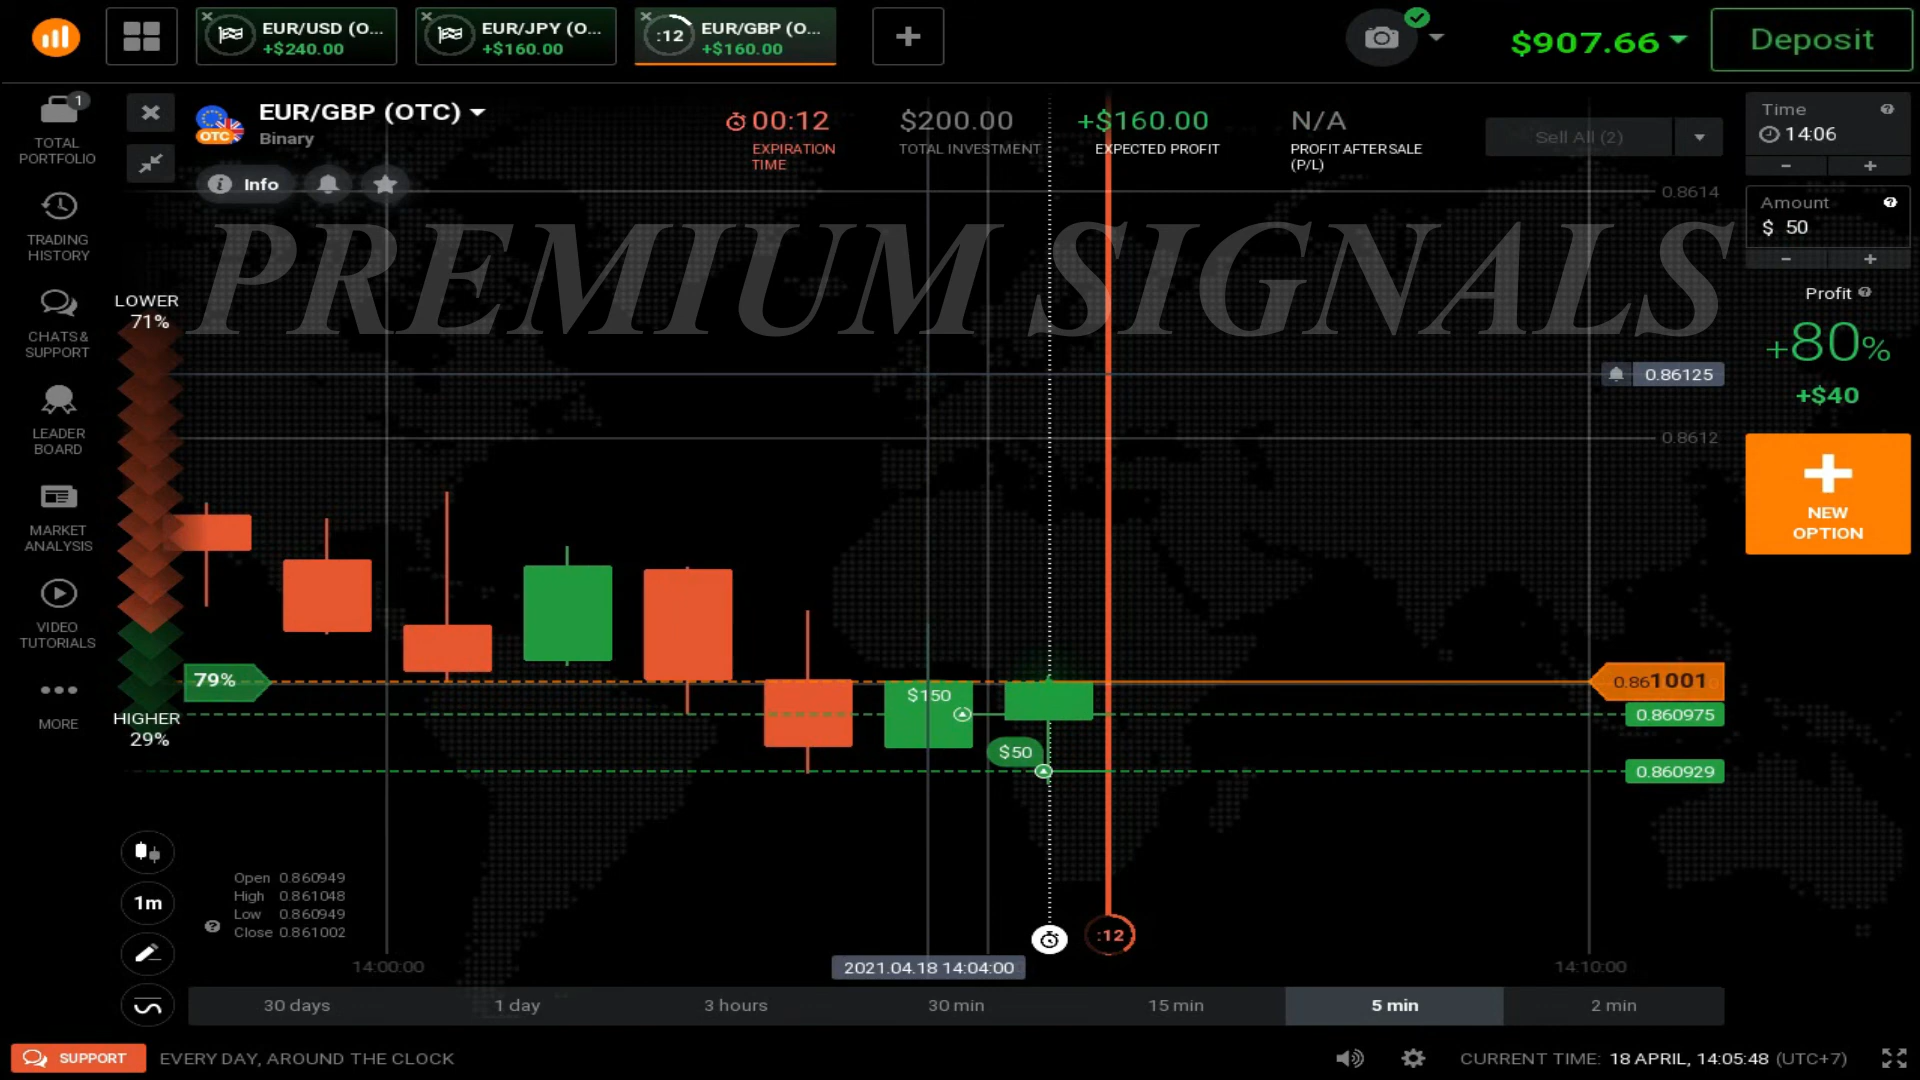 EUR/USD (O...
+$240.00
EUR/JPY (O...
+$160.00
:12
EUR/GBP (O...
+$160.00
$907.66
Deposit
1
TOTAL
PORTFOLIO
TRADING
HISTORY
CHATS &
SUPPORT
LEADER
BOARD
MARKET
ANALYSIS
VIDEO
TUTORIALS
MORE
OTC
EUR/GBP (OTC)
Binary
Info
00:12
EXPIRATION
TIME
$200.00
TOTAL INVESTMENT
+$160.00
EXPECTED PROFIT
N/A
PROFIT AFTER SALE
(P/L)
Sell All (2)
Time
14:06
Amount
$ 50
Profit
+80%
+$40
NEW
OPTION
PREMIUM SIGNALS
LOWER
71%
79%
HIGHER
29%
0.8614
0.86125
0.8612
0.861001
0.860975
0.860929
$150
$50
:12
1m
Open 0.860949
High 0.861048
Low 0.860949
Close 0.861002
14:00:00
2021.04.18 14:04:00
14:10:00
30 days
1 day
3 hours
30 min
15 min
5 min
2 min
SUPPORT
EVERY DAY, AROUND THE CLOCK
CURRENT TIME: 18 APRIL, 14:05:48 (UTC+7)